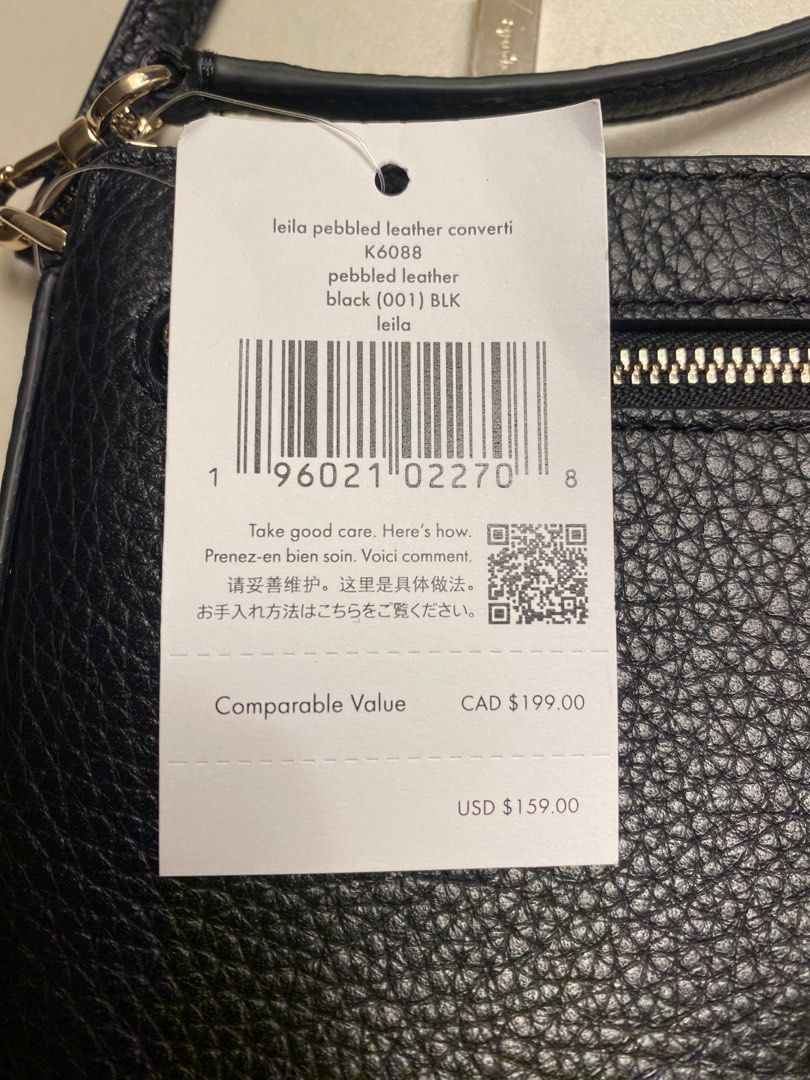 leila pebbled leather converti
K6088
pebbled leather
black (001) BLK
leila
1 96021 02270 8
Take good care. Here's how.
Prenez-en bien soin. Voici comment.
请妥善维护。这里是具体做法。
お手入れ方法はこちらをご覧ください。
Comparable Value CAD $199.00
USD $159.00